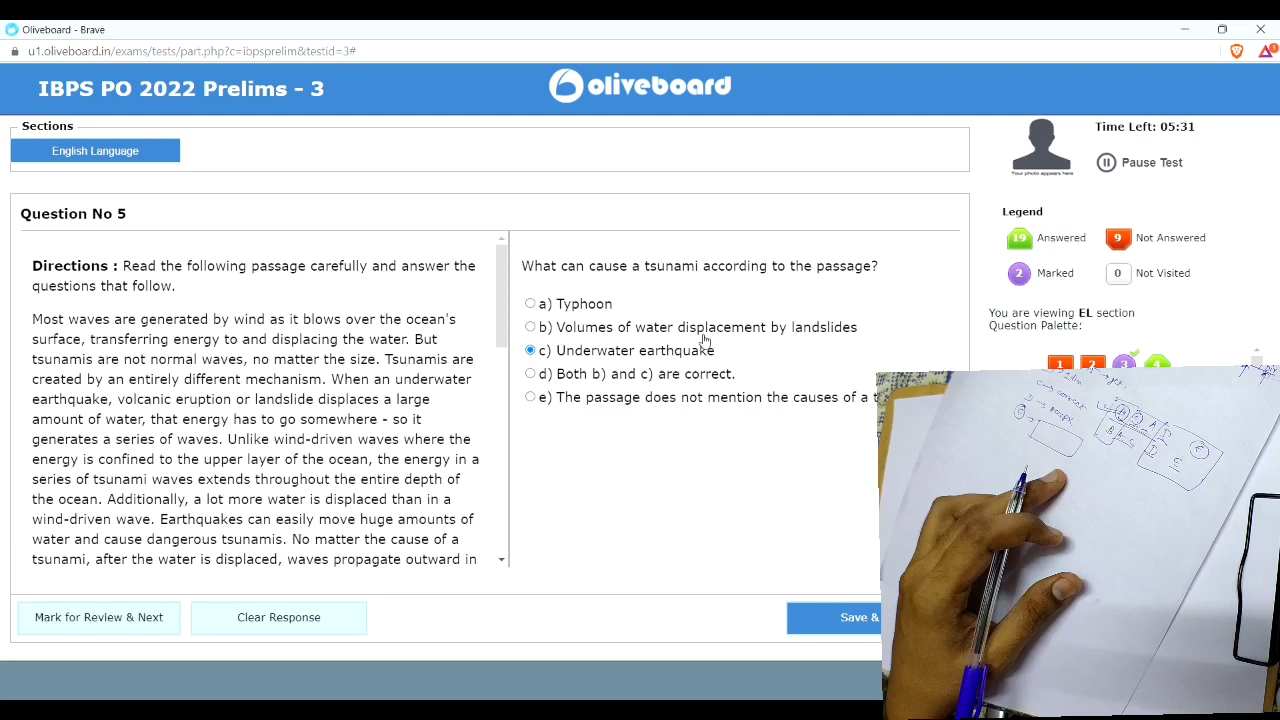 Oliveboard - Brave
u1.oliveboard.in/exams/tests/part.php?c=ibpsprelim&testid=3#
IBPS PO 2022 Prelims - 3
oliveboard
Sections
English Language
Your photo appears here
Time Left: 05:31
Pause Test
Question No 5
Legend
19 Answered
9 Not Answered
2 Marked
0 Not Visited
You are viewing EL section
Question Palette:
1 2 3 4
Directions : Read the following passage carefully and answer the
questions that follow.
Most waves are generated by wind as it blows over the ocean's
surface, transferring energy to and displacing the water. But
tsunamis are not normal waves, no matter the size. Tsunamis are
created by an entirely different mechanism. When an underwater
earthquake, volcanic eruption of landslide displaces a large
amount of water, that energy has to go somewhere - so it
generates a series of waves. Unlike wind-driven waves where the
energy is confined to the upper layer of the ocean, the energy in a
series of tsunami waves extends throughout the entire depth of
the ocean. Additionally, a lot more water is displaced than in a
wind-driven wave. Earthquakes can easily move huge amounts of
water and cause dangerous tsunamis. No matter the cause of a
tsunami, after the water is displaced, waves propagate outward in
What can cause a tsunami according to the passage?
a) Typhoon
b) Volumes of water displacement by landslides
c) Underwater earthquake
d) Both b) and c) are correct.
e) The passage does not mention the causes of a t
Mark for Review & Next
Clear Response
Save &